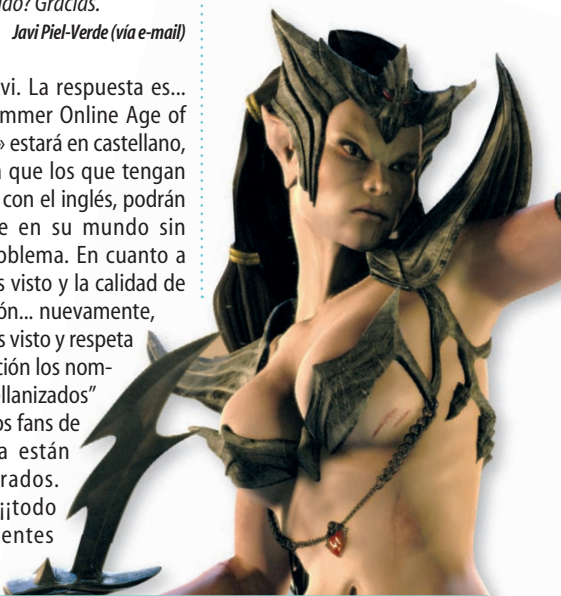 do? Gracias.
Javi Piel-Verde (vía e-mail)
vi. La respuesta es...
mmer Online Age of
» estará en castellano,
que los que tengan
con el inglés, podrán
e en su mundo sin
oblema. En cuanto a
s visto y la calidad de
ón... nuevamente,
s visto y respeta
ción los nom-
ellanizados”
os fans de
a están
rados.
¡¡todo
entes